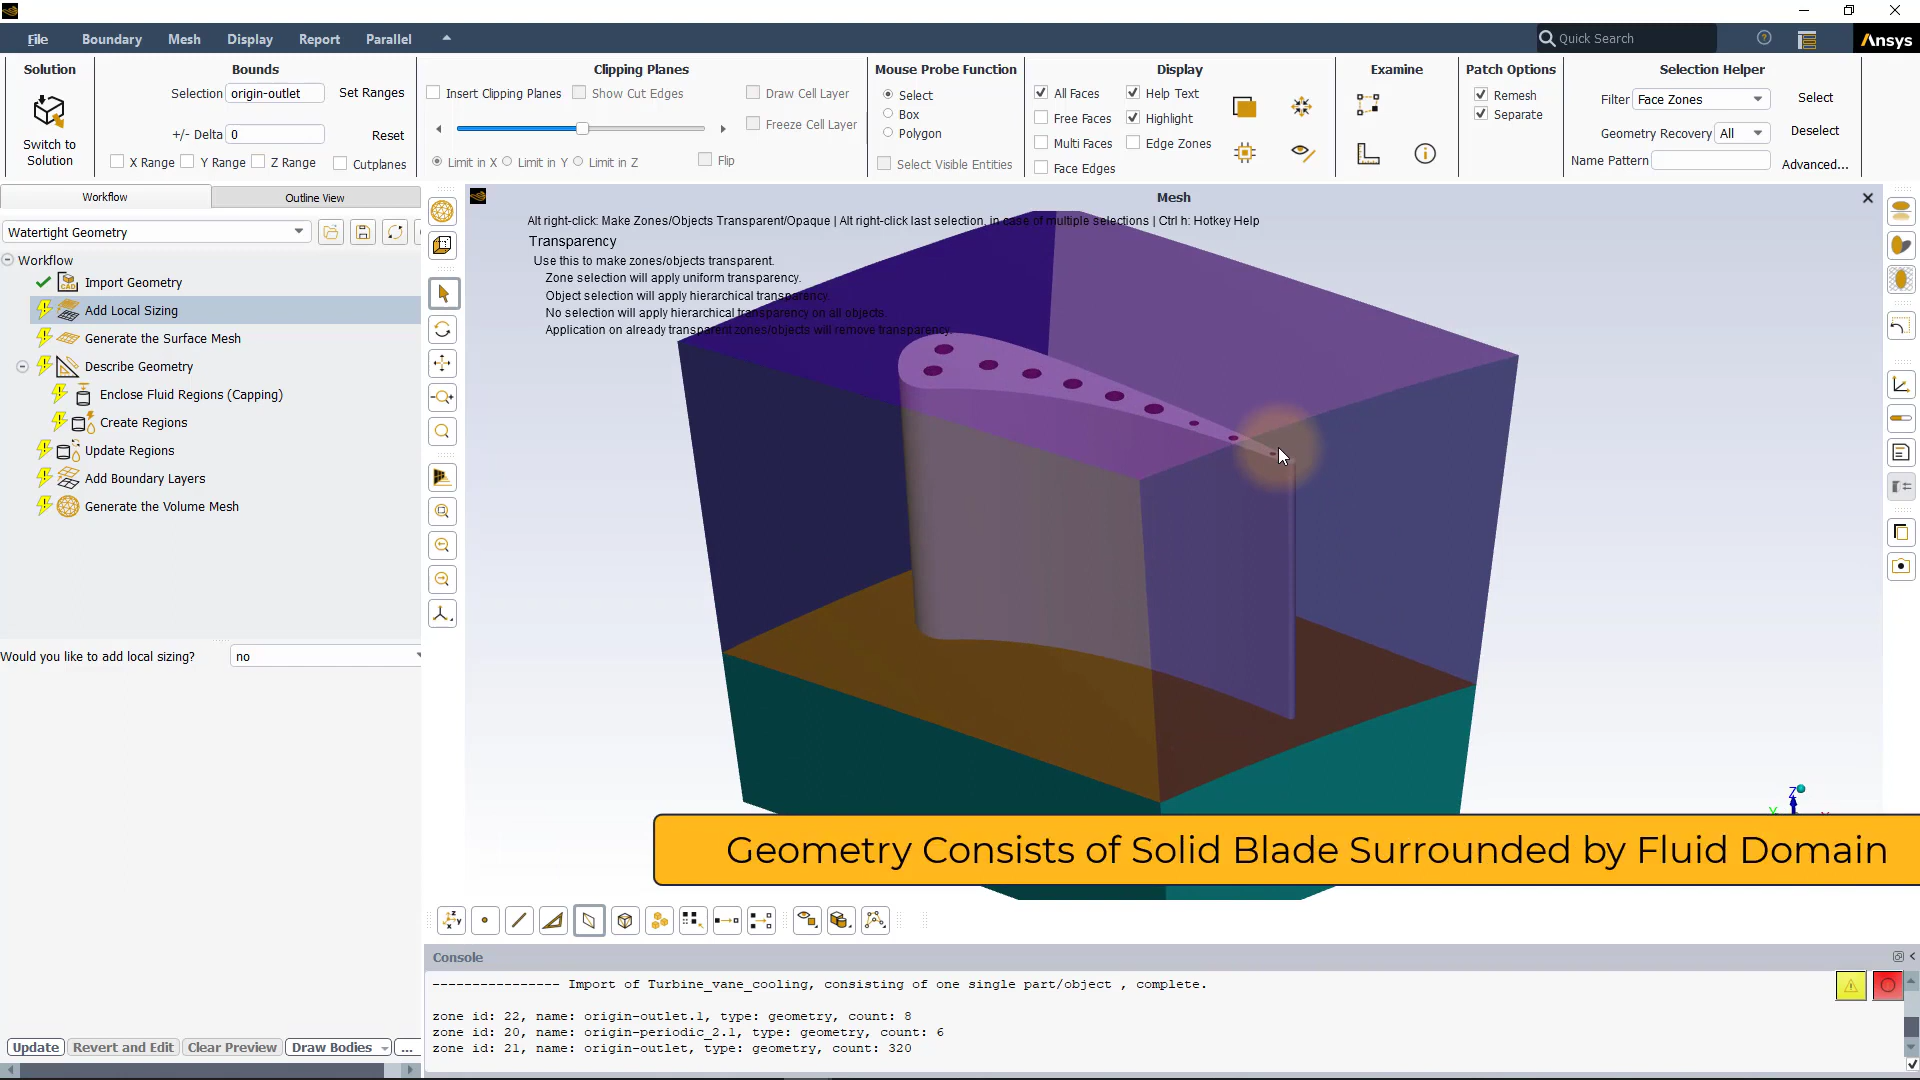 File
Boundary
Mesh
Display
Report
Parallel
Quick Search
Ansys
Solution
Switch to
Solution
Bounds
Selection origin-outlet Set Ranges
+/- Delta 0 Reset
X Range Y Range Z Range Cutplanes
Clipping Planes
Insert Clipping Planes Show Cut Edges Draw Cell Layer
Freeze Cell Layer
Limit in X Limit in Y Limit in Z Flip
Mouse Probe Function
Select
Box
Polygon
Select Visible Entities
Display
All Faces Help Text
Free Faces Highlight
Multi Faces Edge Zones
Face Edges
Examine
Patch Options
Remesh
Separate
Selection Helper
Filter Face Zones Select
Geometry Recovery All Deselect
Name Pattern Advanced...
Workflow Outline View
Watertight Geometry
Workflow
Import Geometry
Add Local Sizing
Generate the Surface Mesh
Describe Geometry
Enclose Fluid Regions (Capping)
Create Regions
Update Regions
Add Boundary Layers
Generate the Volume Mesh
Would you like to add local sizing? no
Update Revert and Edit Clear Preview Draw Bodies ...
Mesh
Alt right-click: Make Zones/Objects Transparent/Opaque | Alt right-click last selection, in case of multiple selections | Ctrl h: Hotkey Help
Transparency
Use this to make zones/objects transparent.
Zone selection will apply uniform transparency.
Object selection will apply hierarchical transparency.
No selection will apply hierarchical transparency on all objects.
Application on already transparent zones/objects will remove transparency.
Z
Geometry Consists of Solid Blade Surrounded by Fluid Domain
Console
---------------- Import of Turbine_vane_cooling, consisting of one single part/object , complete.
zone id: 22, name: origin-outlet.1, type: geometry, count: 8
zone id: 20, name: origin-periodic_2.1, type: geometry, count: 6
zone id: 21, name: origin-outlet, type: geometry, count: 320